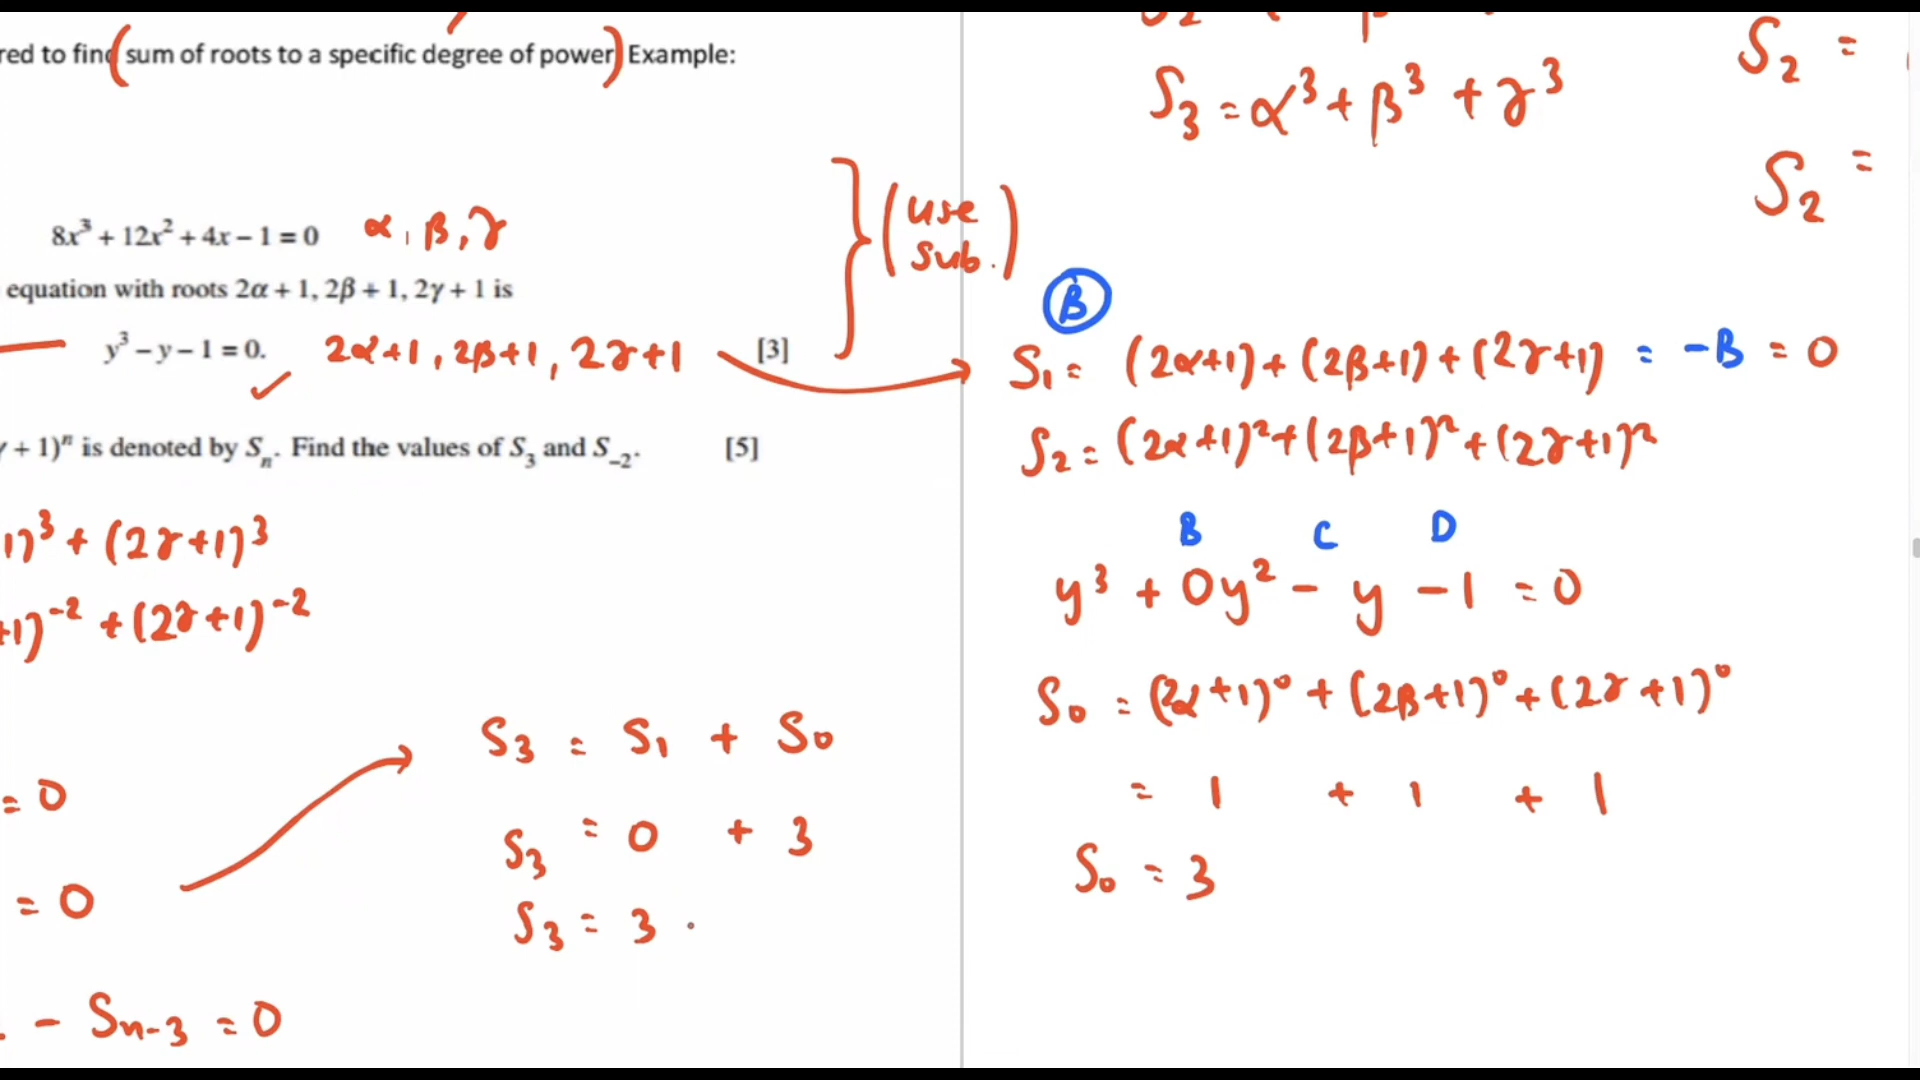 red to find (sum of roots to a specific degree of power) Example:
8x³ + 12x² + 4x − 1 = 0 α, β, γ
equation with roots 2α + 1, 2β + 1, 2γ + 1 is
y³ − y − 1 = 0. 2α+1, 2β+1, 2γ+1 [3]
(use sub.)
+ 1)ⁿ is denoted by Sₙ. Find the values of S₃ and S₋₂. [5]
1)³ + (2γ+1)³
+1)⁻² + (2γ+1)⁻²
= 0
= 0
S₃ = S₁ + S₀
S₃ = 0 + 3
S₃ = 3 .
− Sₙ₋₃ = 0
S₃ = α³ + β³ + γ³
S₂ =
S₂ =
B
S₁ = (2α+1) + (2β+1) + (2γ+1) = −B = 0
S₂ = (2α+1)² + (2β+1)² + (2γ+1)²
B C D
y³ + 0y² − y − 1 = 0
S₀ = (2α+1)⁰ + (2β+1)⁰ + (2γ+1)⁰
= 1 + 1 + 1
S₀ = 3